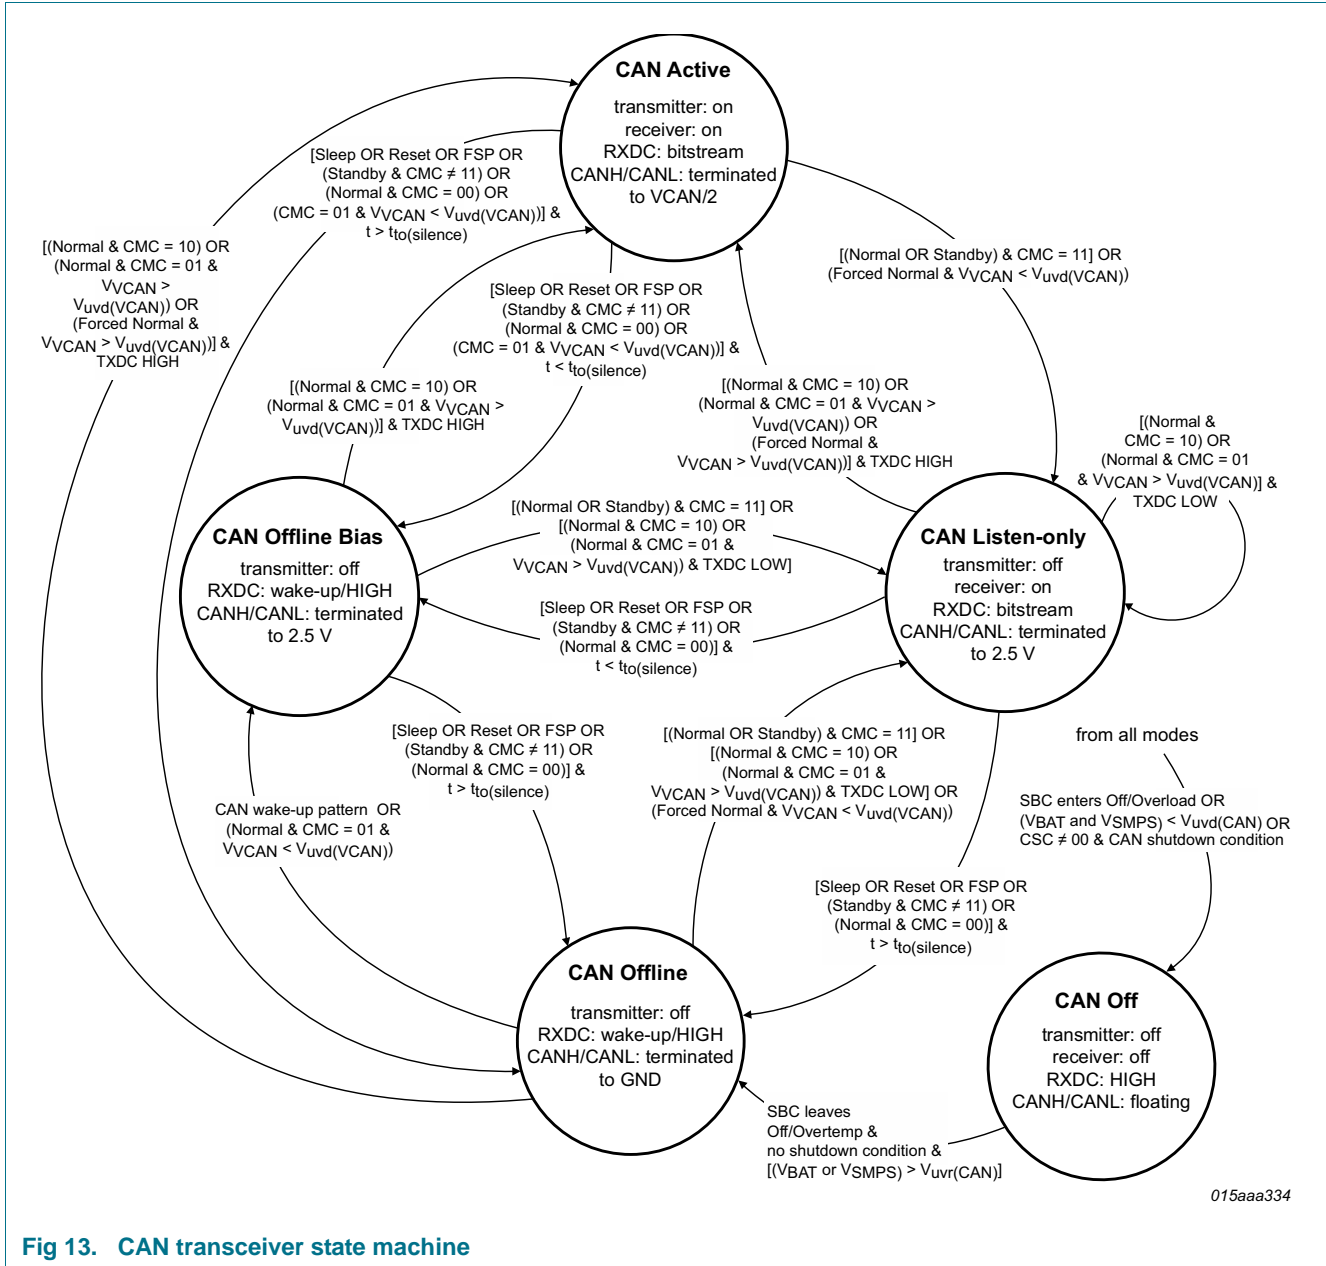 CAN Active
transmitter: on
receiver: on
RXDC: bitstream
CANH/CANL: terminated
to VCAN/2
[Sleep OR Reset OR FSP OR
(Standby & CMC ≠ 11) OR
(Normal & CMC = 00) OR
(CMC = 01 & VVCAN < Vuvd(VCAN))] &
t > tto(silence)
[(Normal & CMC = 10) OR
(Normal & CMC = 01 &
VVCAN >
Vuvd(VCAN)) OR
(Forced Normal &
VVCAN > Vuvd(VCAN))] &
TXDC HIGH
[(Normal OR Standby) & CMC = 11] OR
(Forced Normal & VVCAN < Vuvd(VCAN))
[Sleep OR Reset OR FSP OR
(Standby & CMC ≠ 11) OR
(Normal & CMC = 00) OR
(CMC = 01 & VVCAN < Vuvd(VCAN))] &
t < tto(silence)
[(Normal & CMC = 10) OR
(Normal & CMC = 01 & VVCAN >
Vuvd(VCAN))] & TXDC HIGH
[(Normal & CMC = 10) OR
(Normal & CMC = 01 & VVCAN >
Vuvd(VCAN)) OR
(Forced Normal &
VVCAN > Vuvd(VCAN))] & TXDC HIGH
[(Normal &
CMC = 10) OR
(Normal & CMC = 01
& VVCAN > Vuvd(VCAN)] &
TXDC LOW
CAN Offline Bias
transmitter: off
RXDC: wake-up/HIGH
CANH/CANL: terminated
to 2.5 V
[(Normal OR Standby) & CMC = 11] OR
[(Normal & CMC = 10) OR
(Normal & CMC = 01 &
VVCAN > Vuvd(VCAN)) & TXDC LOW]
CAN Listen-only
transmitter: off
receiver: on
RXDC: bitstream
CANH/CANL: terminated
to 2.5 V
[Sleep OR Reset OR FSP OR
(Standby & CMC ≠ 11) OR
(Normal & CMC = 00)] &
t < tto(silence)
[Sleep OR Reset OR FSP OR
(Standby & CMC ≠ 11) OR
(Normal & CMC = 00)] &
t > tto(silence)
[(Normal OR Standby) & CMC = 11] OR
[(Normal & CMC = 10) OR
(Normal & CMC = 01 &
VVCAN > Vuvd(VCAN)) & TXDC LOW] OR
(Forced Normal & VVCAN < Vuvd(VCAN))
from all modes
SBC enters Off/Overload OR
(VBAT and VSMPS) < Vuvd(CAN) OR
CSC ≠ 00 & CAN shutdown condition
CAN wake-up pattern OR
(Normal & CMC = 01 &
VVCAN < Vuvd(VCAN))
[Sleep OR Reset OR FSP OR
(Standby & CMC ≠ 11) OR
(Normal & CMC = 00)] &
t > tto(silence)
CAN Offline
transmitter: off
RXDC: wake-up/HIGH
CANH/CANL: terminated
to GND
CAN Off
transmitter: off
receiver: off
RXDC: HIGH
CANH/CANL: floating
SBC leaves
Off/Overtemp &
no shutdown condition &
[(VBAT or VSMPS) > Vuvr(CAN)]
015aaa334
Fig 13. CAN transceiver state machine